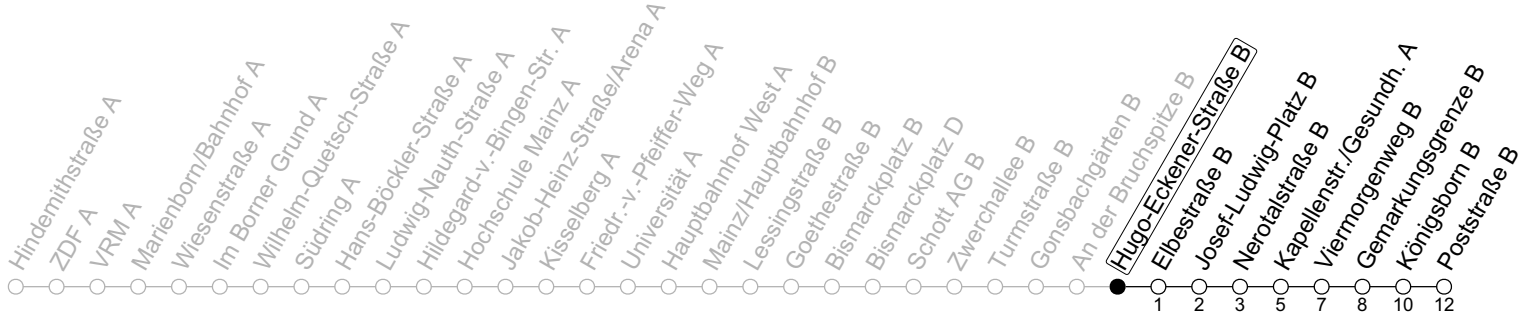 Hindemithstraße A
ZDF A
VRM A
Marienborn/Bahnhof A
Wiesenstraße A
Im Borner Grund A
Wilhelm-Quetsch-Straße A
Südring A
Hans-Böckler-Straße A
Ludwig-Nauth-Straße A
Hildegard-v.-Bingen-Str. A
Hochschule Mainz A
Jakob-Heinz-Straße/Arena A
Kisselberg A
Friedr.-v.-Pfeiffer-Weg A
Universität A
Hauptbahnhof West A
Mainz/Hauptbahnhof B
Lessingstraße B
Goethestraße B
Bismarckplatz B
Bismarckplatz D
Schott AG B
Zwerchallee B
Turmstraße B
Gonsbachgärten B
An der Bruchspitze B
Hugo-Eckener-Straße B
Elbestraße B
Josef-Ludwig-Platz B
Nerotalstraße B
Kapellenstr./Gesundh. A
Viermorgenweg B
Gemarkungsgrenze B
Königsborn B
Poststraße B
1 2 3 5 7 8 10 12